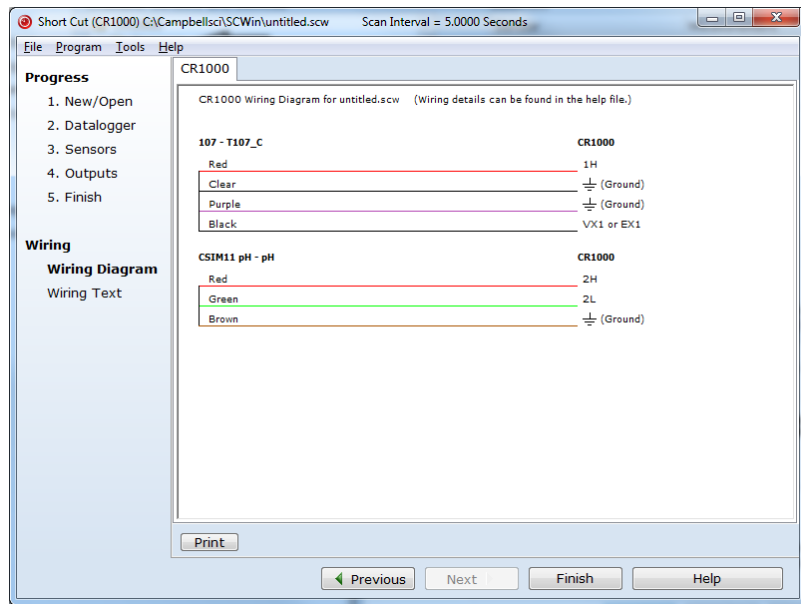 Short Cut (CR1000) C:\Campbellsci\SCWin\untitled.scw Scan Interval = 5.0000 Seconds
File Program Tools Help
Progress
1. New/Open
2. Datalogger
3. Sensors
4. Outputs
5. Finish
Wiring
Wiring Diagram
Wiring Text
CR1000
CR1000 Wiring Diagram for untitled.scw (Wiring details can be found in the help file.)
107 - T107_C CR1000
Red 1H
Clear (Ground)
Purple (Ground)
Black VX1 or EX1
CSIM11 pH - pH CR1000
Red 2H
Green 2L
Brown (Ground)
Print
Previous Next Finish Help